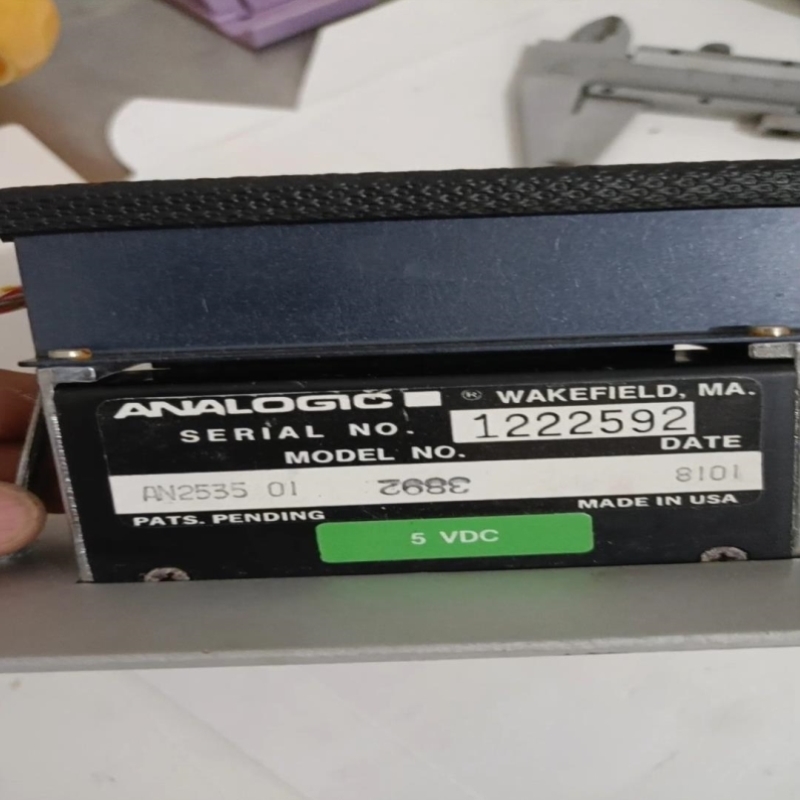 ANALOGIC ® WAKEFIELD, MA.
SERIAL NO. 1222592
MODEL NO. DATE
AN2535 01 3892 8101
PATS. PENDING MADE IN USA
5 VDC